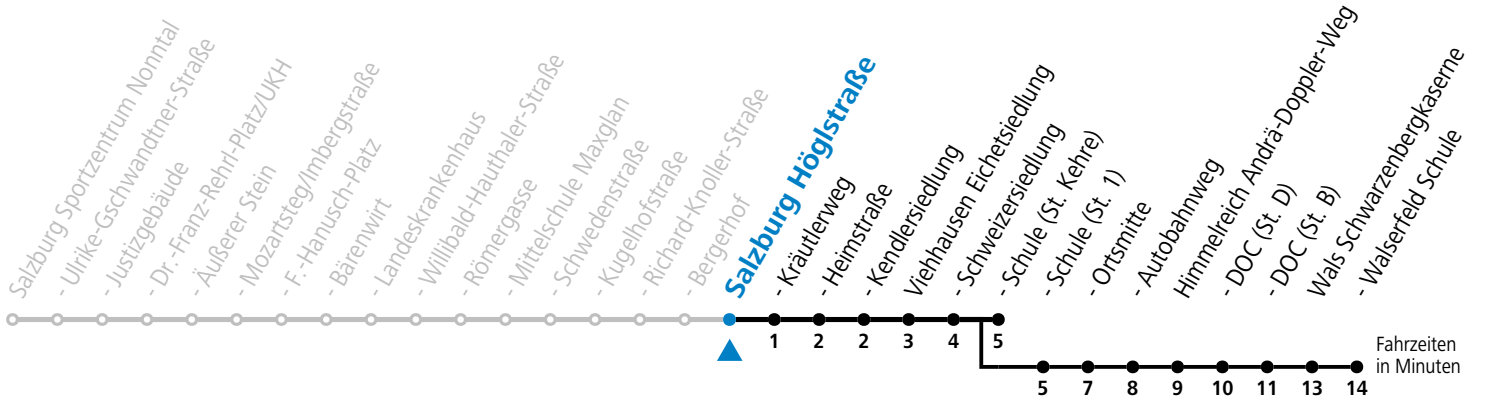 Salzburg Sportzentrum Nonntal
- Ulrike-Gschwandtner-Straße
- Justizgebäude
- Dr.-Franz-Rehrl-Platz/UKH
- Äußerer Stein
- Mozartsteg/Imbergstraße
- F.-Hanusch-Platz
- Bärenwirt
- Landeskrankenhaus
- Willibald-Hauthaler-Straße
- Römergasse
- Mittelschule Maxglan
- Schwedenstraße
- Kugelhofstraße
- Richard-Knoller-Straße
- Bergerhof
Salzburg Höglstraße
- Kräutlerweg
- Heimstraße
- Kendlersiedlung
Viehhausen Eichetsiedlung
- Schweizersiedlung
- Schule (St. Kehre)
- Schule (St. 1)
- Ortsmitte
- Autobahnweg
Himmelreich Andrä-Doppler-Weg
- DOC (St. D)
- DOC (St. B)
Wals Schwarzenbergkaserne
- Walserfeld Schule
1 2 2 3 4 5
Fahrzeiten
in Minuten
5 7 8 9 10 11 13 14